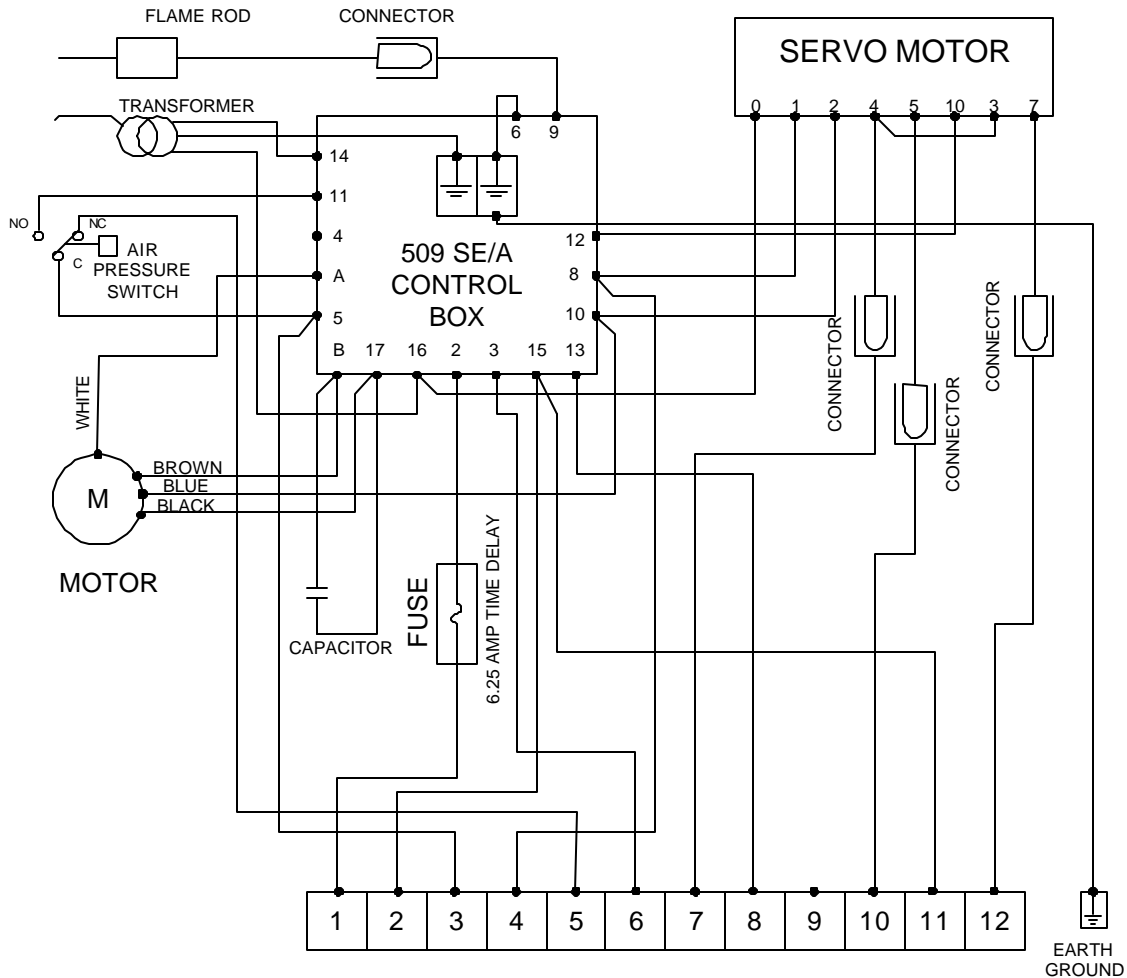 FLAME ROD
CONNECTOR
SERVO MOTOR
0 1 2 4 5 10 3 7
TRANSFORMER
6 9
14
11
NO
NC
C
AIR
PRESSURE
SWITCH
4
A
5
509 SE/A
CONTROL
BOX
12
8
10
B 17 16 2 3 15 13
CONNECTOR
CONNECTOR
CONNECTOR
WHITE
BROWN
BLUE
BLACK
M
MOTOR
CAPACITOR
FUSE
6.25 AMP TIME DELAY
1 2 3 4 5 6 7 8 9 10 11 12
EARTH
GROUND